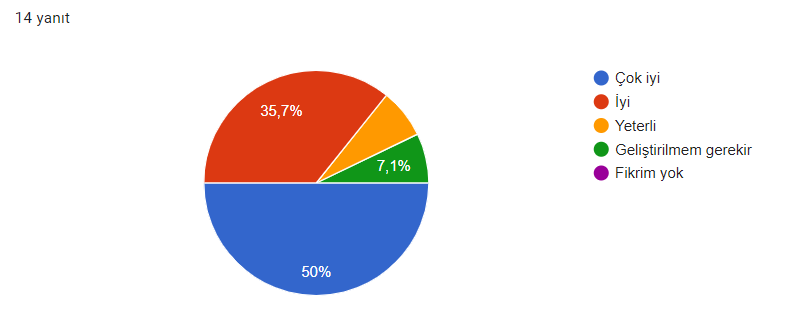 14 yanıt
Çok iyi
İyi
Yeterli
Geliştirilmem gerekir
Fikrim yok
35,7%
7,1%
50%